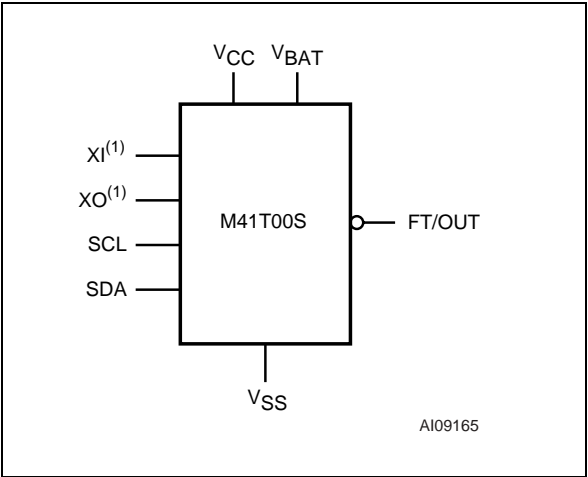 VCC VBAT
XI(1)
XO(1)
SCL
SDA
M41T00S
FT/OUT
VSS
AI09165